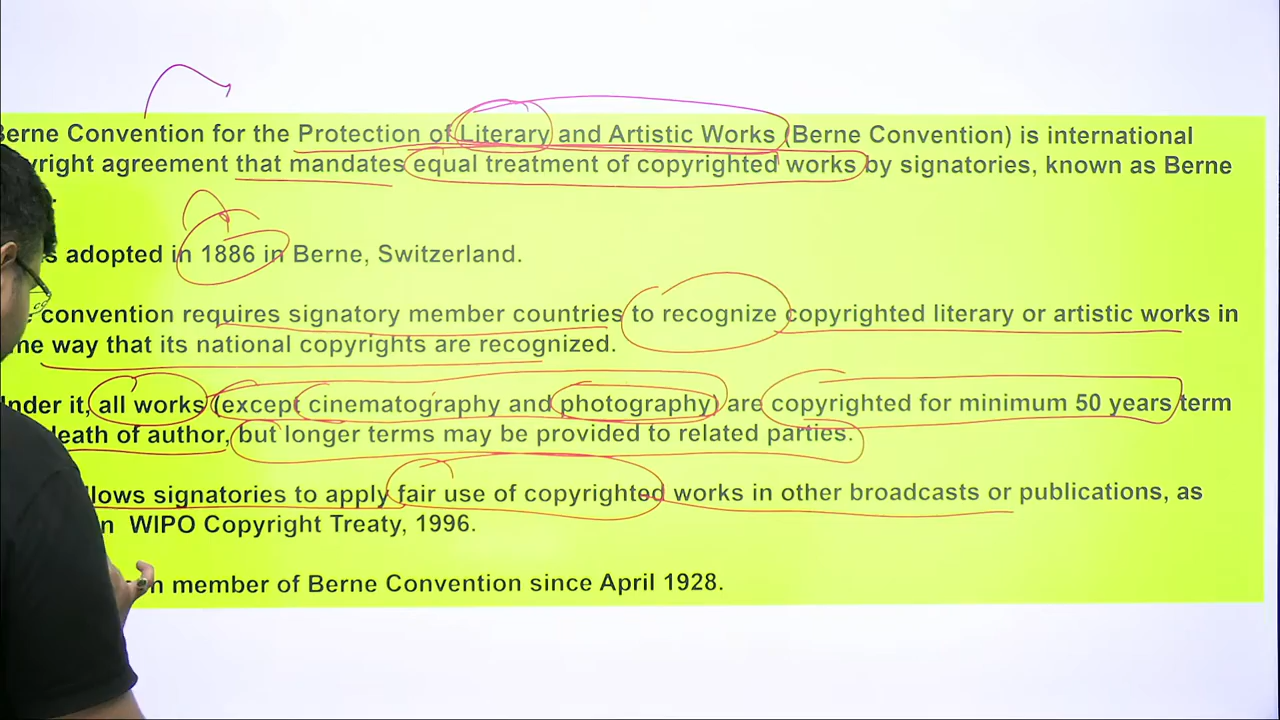 Berne Convention for the Protection of Literary and Artistic Works (Berne Convention) is international
agreement that mandates equal treatment of copyrighted works by signatories, known as Berne
adopted in 1886 in Berne, Switzerland.
convention requires signatory member countries to recognize copyrighted literary or artistic works in
way that its national copyrights are recognized.
it, all works (except cinematography and photography) are copyrighted for minimum 50 years term
death of author, but longer terms may be provided to related parties.
signatories to apply fair use of copyrighted works in other broadcasts or publications, as
WIPO Copyright Treaty, 1996.
member of Berne Convention since April 1928.